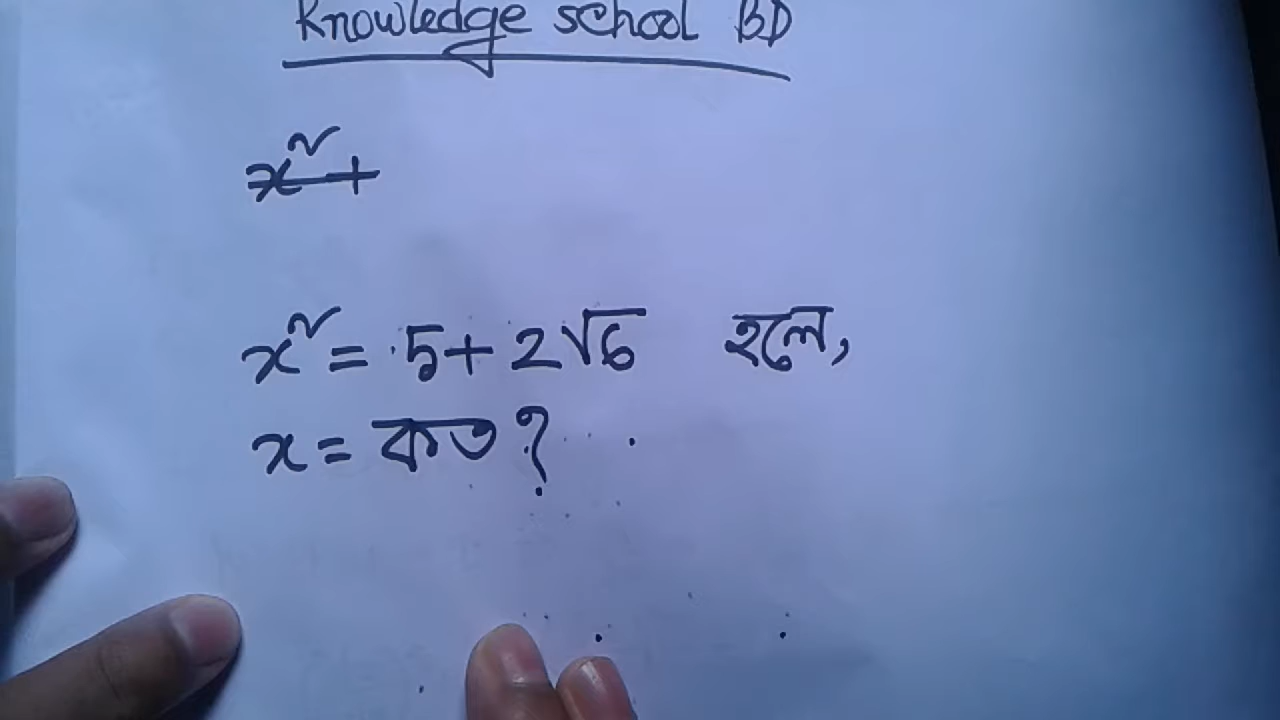 Knowledge school BD
x² +
x² = 5 + 2√6 হলে,
x = কত ?